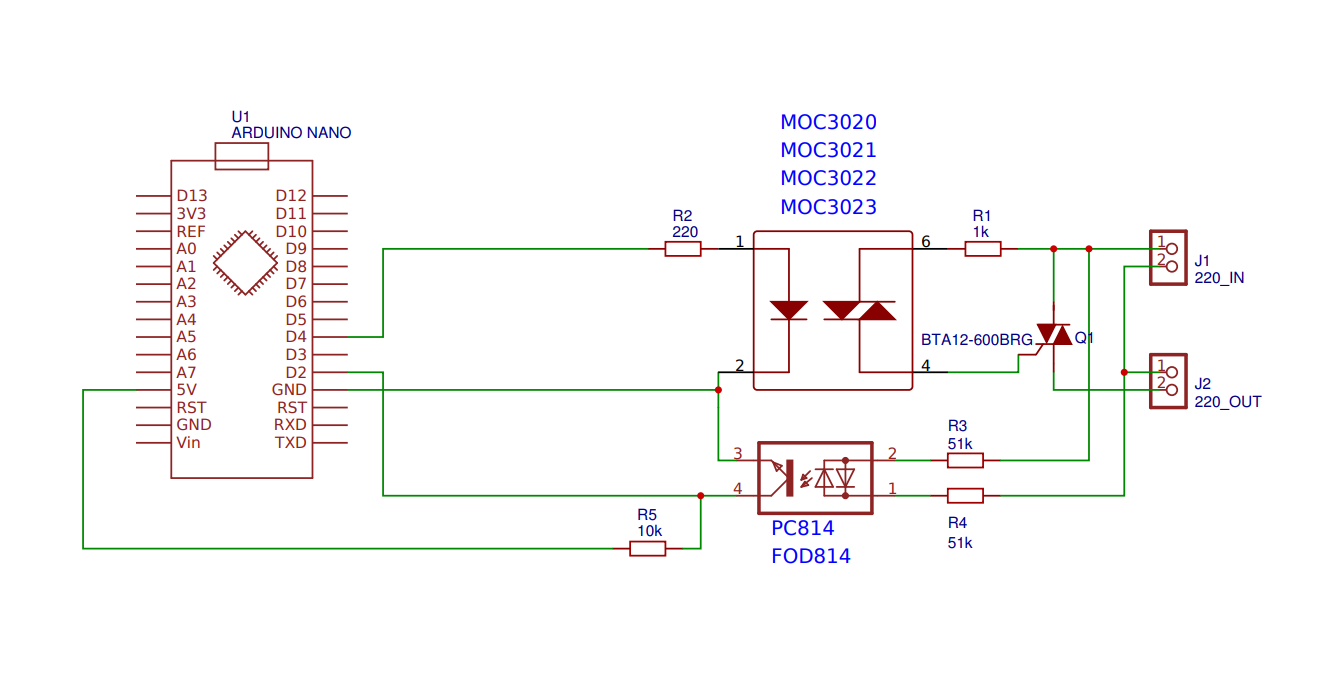 U1
ARDUINO NANO
D13
3V3
REF
A0
A1
A2
A3
A4
A5
A6
A7
5V
RST
GND
Vin
D12
D11
D10
D9
D8
D7
D6
D5
D4
D3
D2
GND
RST
RXD
TXD
R2
220
MOC3020
MOC3021
MOC3022
MOC3023
1
2
6
4
R1
1k
BTA12-600BRG
Q1
1
2
J1
220_IN
1
2
J2
220_OUT
3
4
2
1
PC814
FOD814
R3
51k
R4
51k
R5
10k